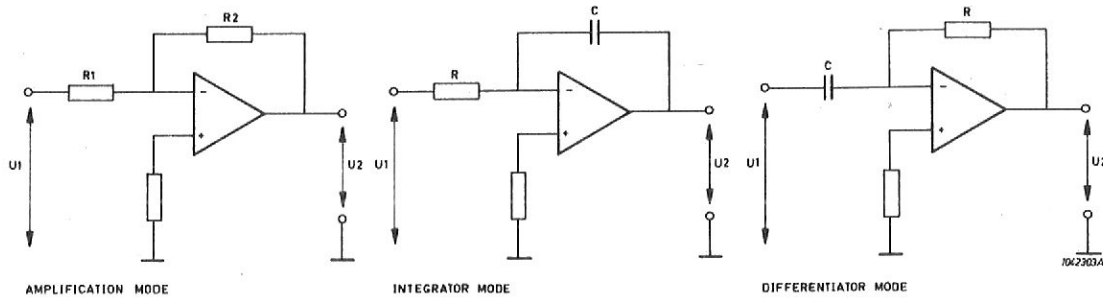 R2
R1
−
+
U1
U2
AMPLIFICATION MODE
C
R
−
+
U1
U2
INTEGRATOR MODE
R
C
−
+
U1
U2
1042303A
DIFFERENTIATOR MODE